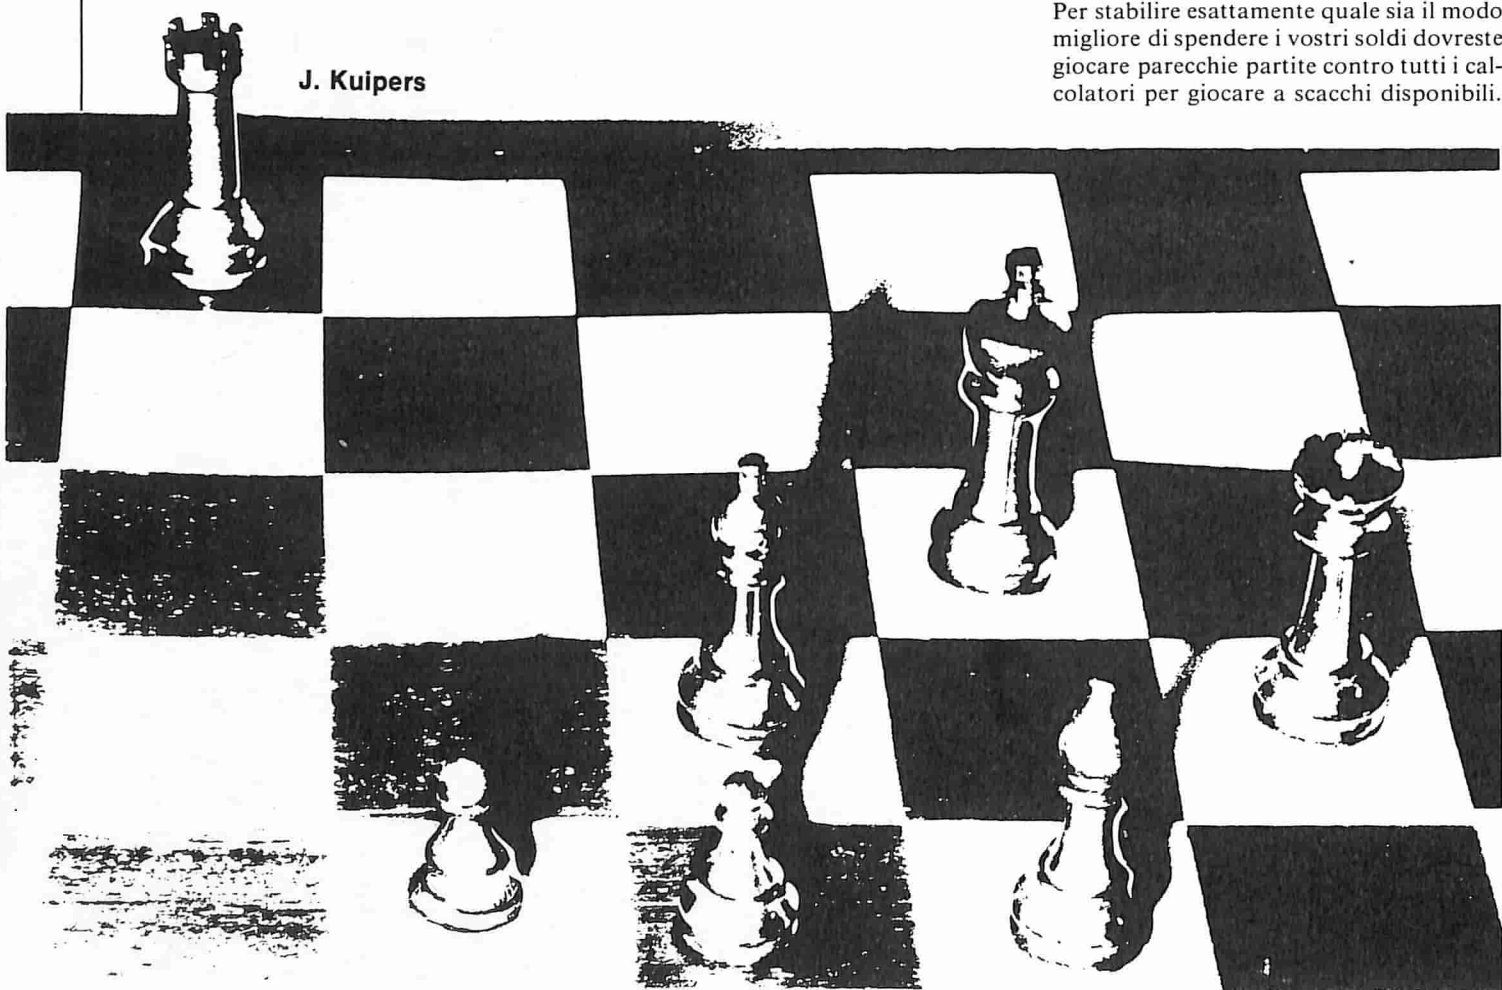 J. Kuipers
Per stabilire esattamente quale sia il modo
migliore di spendere i vostri soldi dovreste
giocare parecchie partite contro tutti i cal-
colatori per giocare a scacchi disponibili.